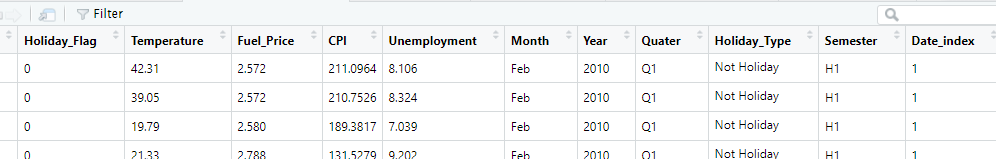 Filter
Holiday_Flag Temperature Fuel_Price CPI Unemployment Month Year Quater Holiday_Type Semester Date_index
0 42.31 2.572 211.0964 8.106 Feb 2010 Q1 Not Holiday H1 1
0 39.05 2.572 210.7526 8.324 Feb 2010 Q1 Not Holiday H1 1
0 19.79 2.580 189.3817 7.039 Feb 2010 Q1 Not Holiday H1 1
0 21.33 2.788 131.5279 9.202 Feb 2010 Q1 Not Holiday H1 1